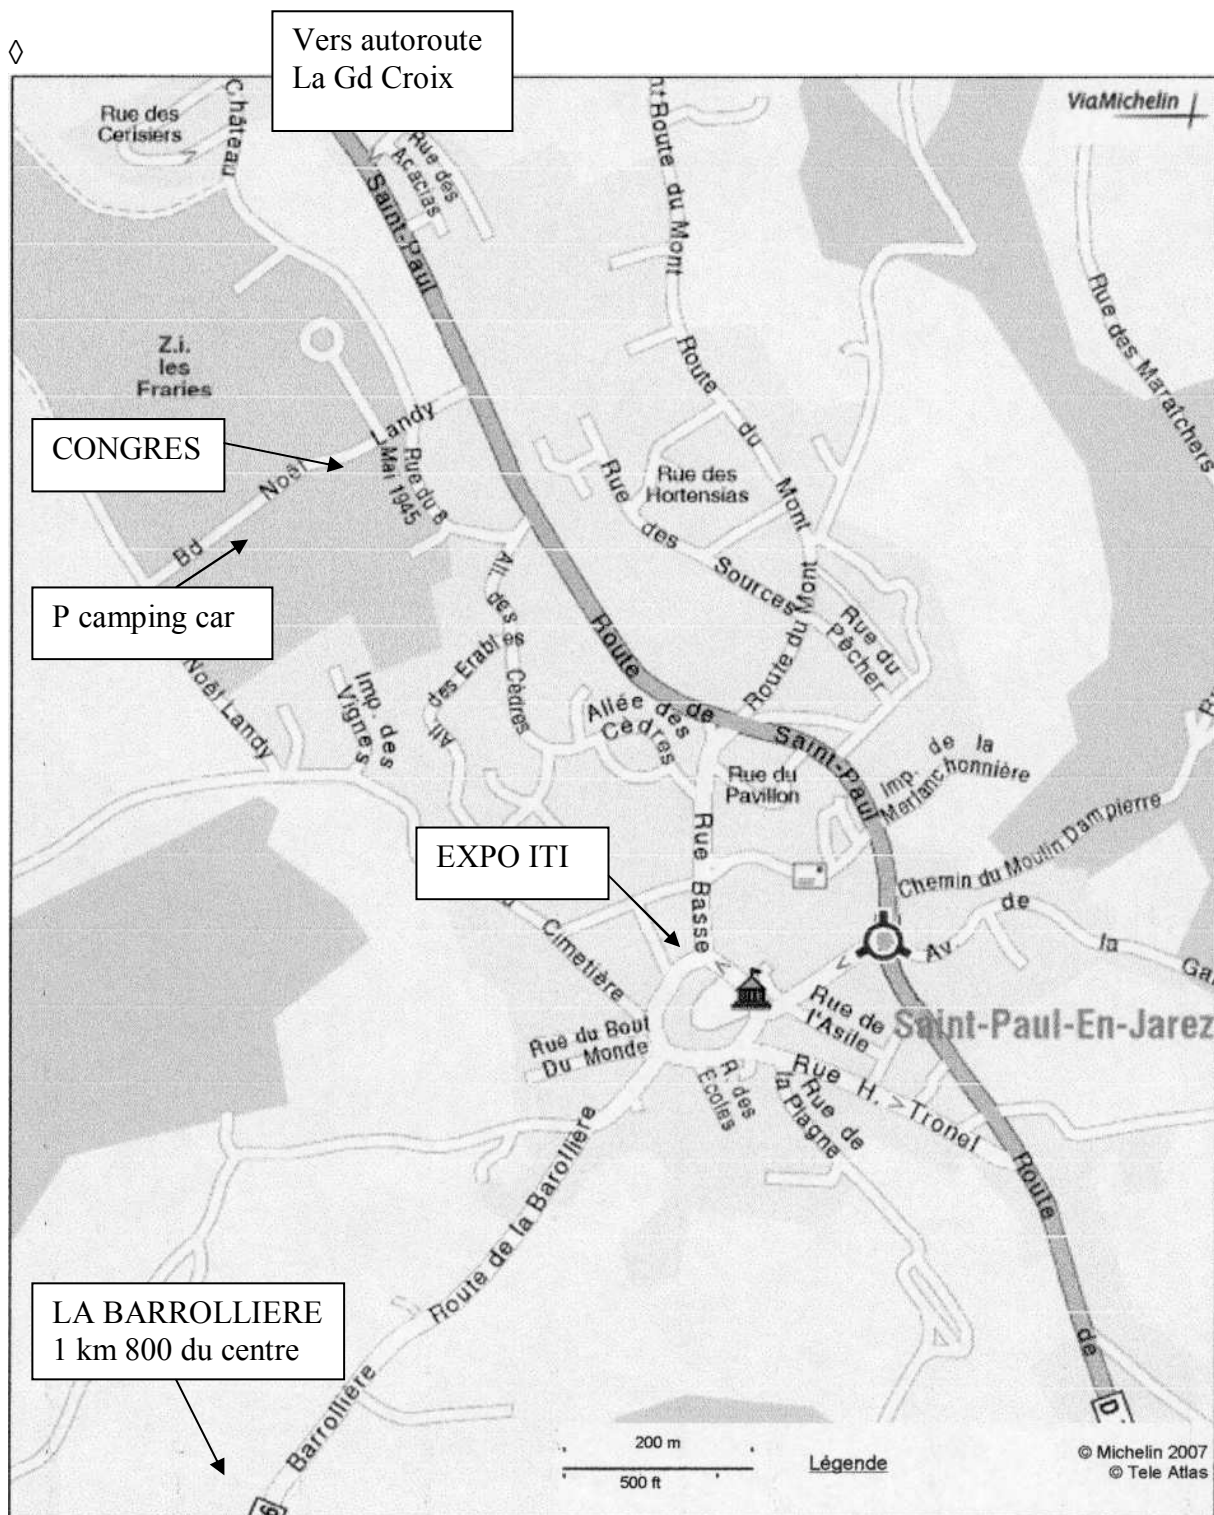 ◊
Vers autoroute
La Gd Croix
ViaMichelin
Rue des
Cerisiers
Château
Rue des
Acacias
Saint-Paul
Route du Mont
Rue des Maratchers
Z.i.
les
Fraries
Route
du
Mont
CONGRES
Bd
Noël
Landy
Rue du 8
Mai 1945
Rue des
Hortensias
Rue
des
Sources
P camping car
All.
des
Cèdres
All.
des Erables
Route
de
Saint-Paul
Route du Mont
Rue du
Pêcher
Noël Landy
Imp. des
Vignes
Allée des
Cèdres
Rue du
Pavillon
Imp. de la
Merlanchonnière
EXPO ITI
Rue Basse
Chemin du Moulin Dampierre
Cimetière
Av
de
la
Rue de
l'Asile
Saint-Paul-En-Jarez
Rue du Bout
Du Monde
R. des
Ecoles
Rue de
la Plagne
Rue H. Tronel
Route
de
D
Route de la Barollière
LA BARROLLIERE
1 km 800 du centre
Barrollière
200 m
500 ft
Légende
© Michelin 2007
© Tele Atlas